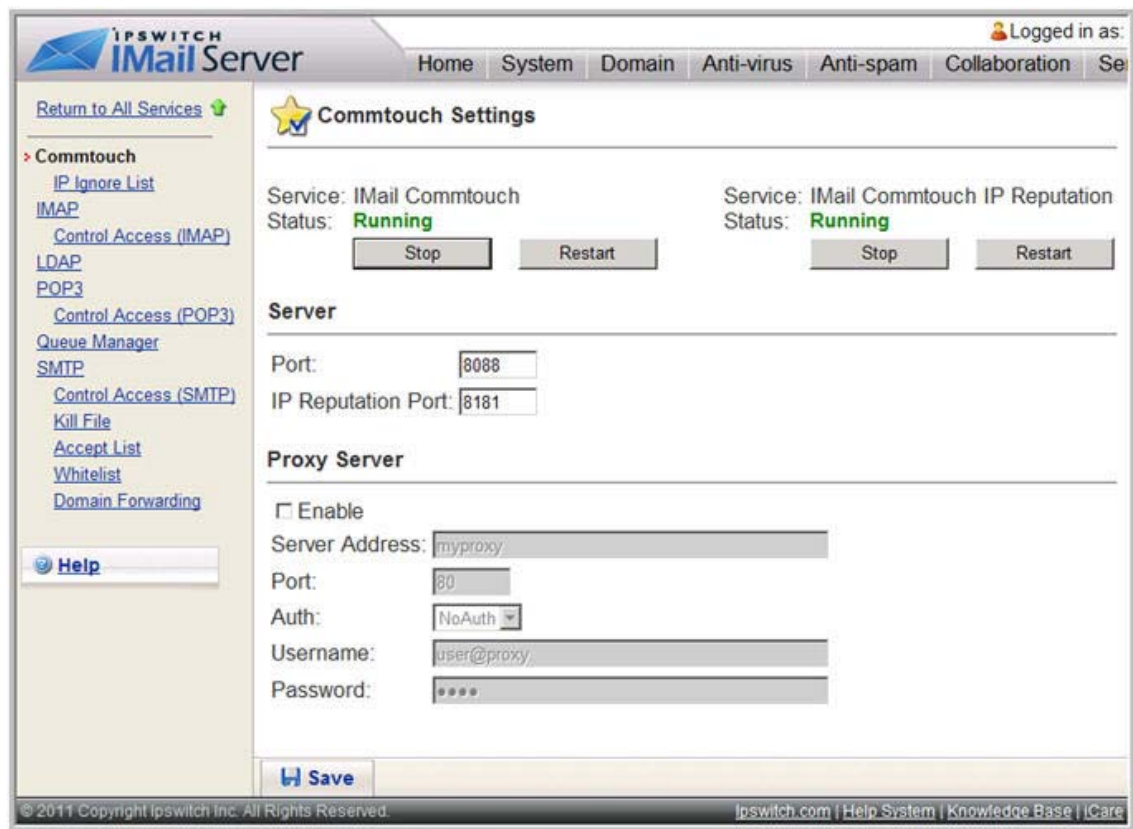 IPSWITCH
IMail Server
Logged in as:
Home System Domain Anti-virus Anti-spam Collaboration Se
Return to All Services
Commtouch
IP Ignore List
IMAP
Control Access (IMAP)
LDAP
POP3
Control Access (POP3)
Queue Manager
SMTP
Control Access (SMTP)
Kill File
Accept List
Whitelist
Domain Forwarding
Help
Commtouch Settings
Service: IMail Commtouch
Status: Running
Stop Restart
Service: IMail Commtouch IP Reputation
Status: Running
Stop Restart
Server
Port: 8088
IP Reputation Port: 8181
Proxy Server
Enable
Server Address: myproxy
Port: 80
Auth: NoAuth
Username: user@proxy
Password: ••••
Save
© 2011 Copyright Ipswitch Inc. All Rights Reserved.
Ipswitch.com | Help System | Knowledge Base | iCare